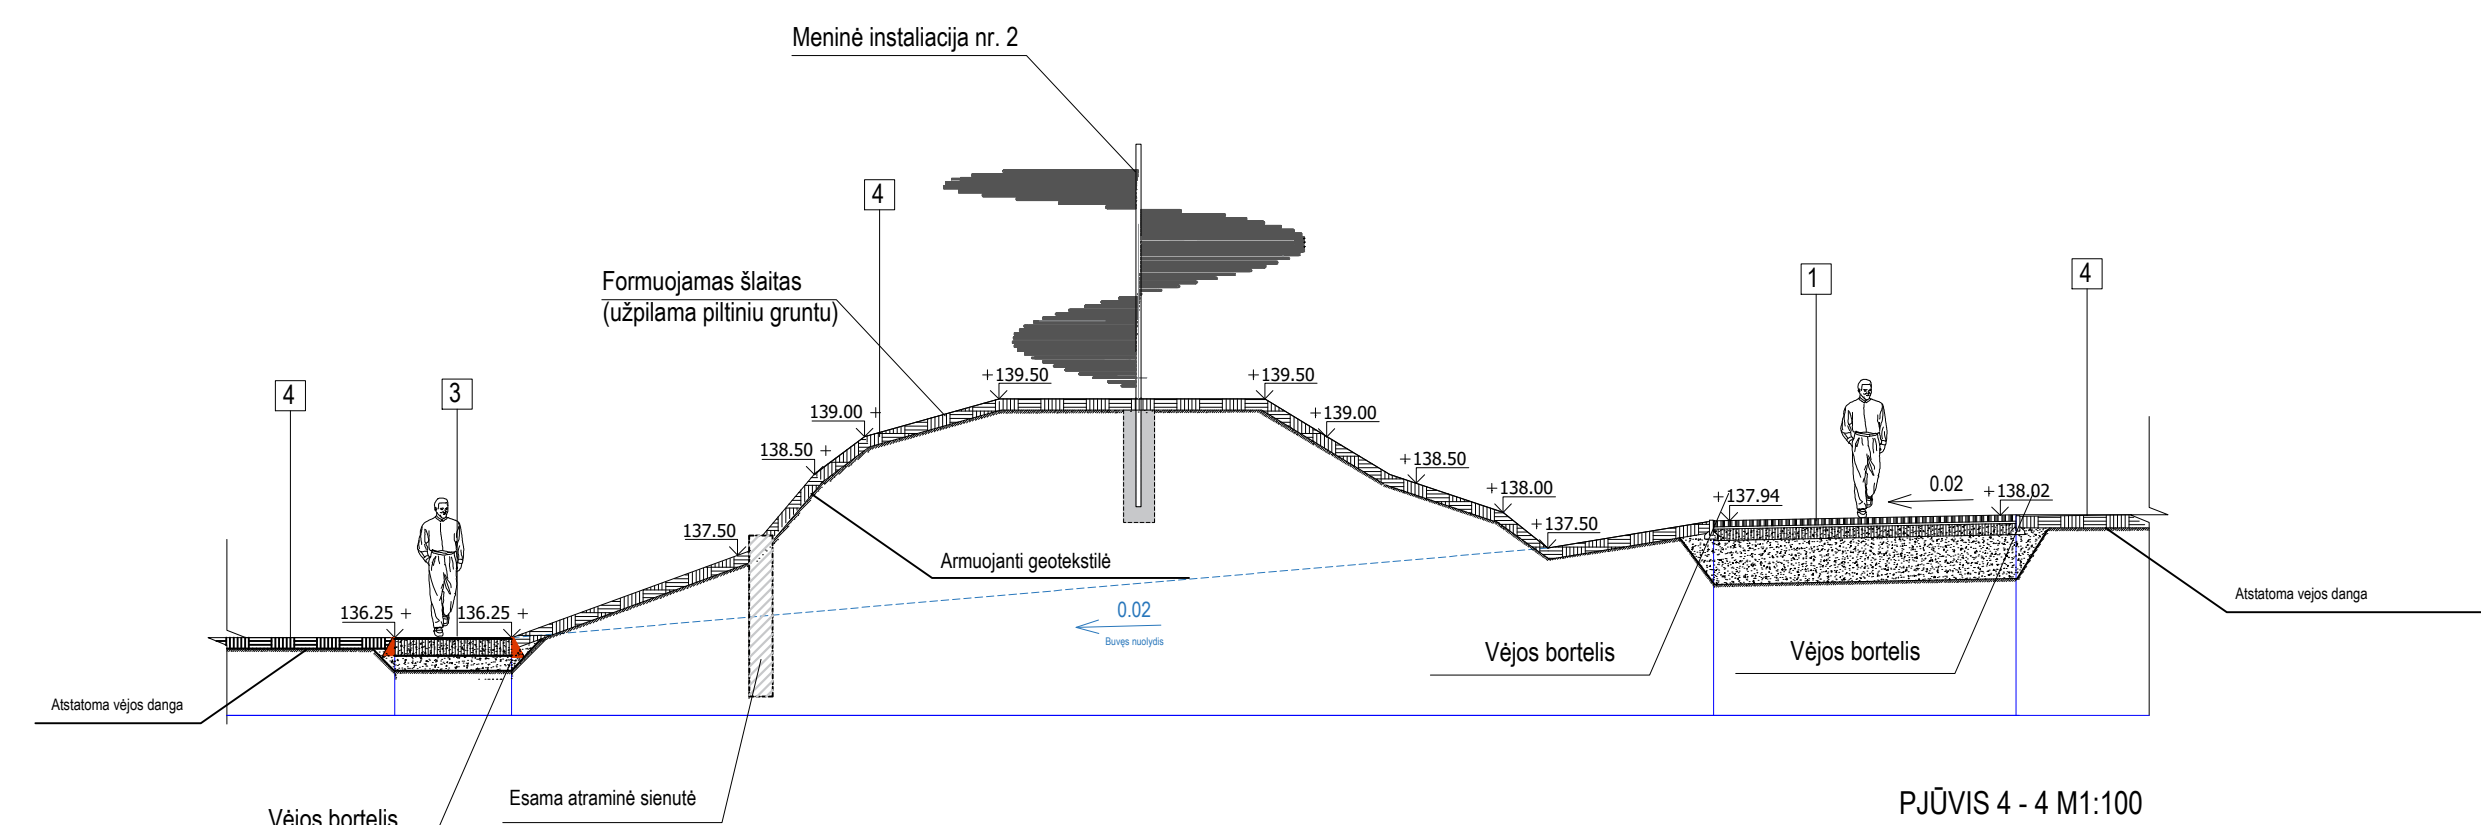 Meninė instaliacija nr. 2
4
Formuojamas šlaitas
(užpilama piltiniu gruntu)
1
4
4
3
+139.50
+139.50
139.00 +
+139.00
138.50 +
+138.50
+138.00
+137.94
0.02
+138.02
137.50
+137.50
Armuojanti geotekstilė
136.25 +
136.25 +
0.02
Buvęs nuolydis
Atstatoma vejos danga
Vėjos bortelis
Vėjos bortelis
Atstatoma vėjos danga
Esama atraminė sienutė
Vėjos bortelis
PJŪVIS 4 - 4 M1:100